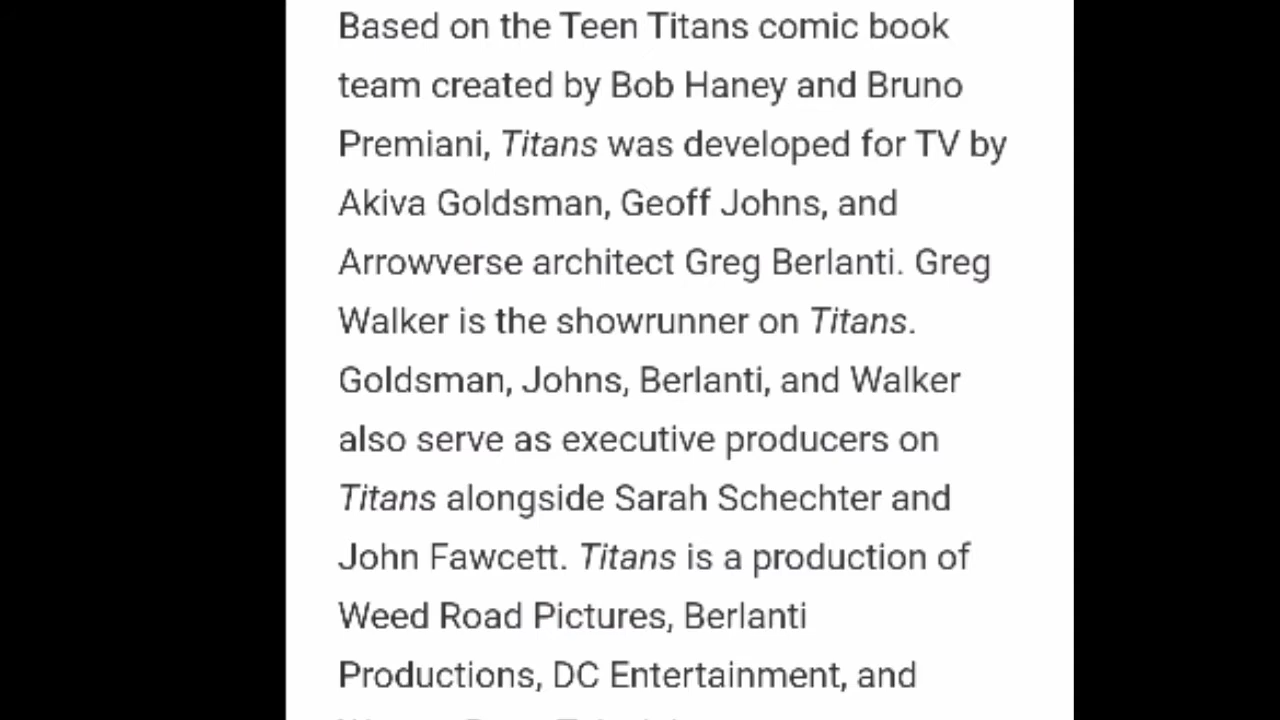 Based on the Teen Titans comic book
team created by Bob Haney and Bruno
Premiani, Titans was developed for TV by
Akiva Goldsman, Geoff Johns, and
Arrowverse architect Greg Berlanti. Greg
Walker is the showrunner on Titans.
Goldsman, Johns, Berlanti, and Walker
also serve as executive producers on
Titans alongside Sarah Schechter and
John Fawcett. Titans is a production of
Weed Road Pictures, Berlanti
Productions, DC Entertainment, and